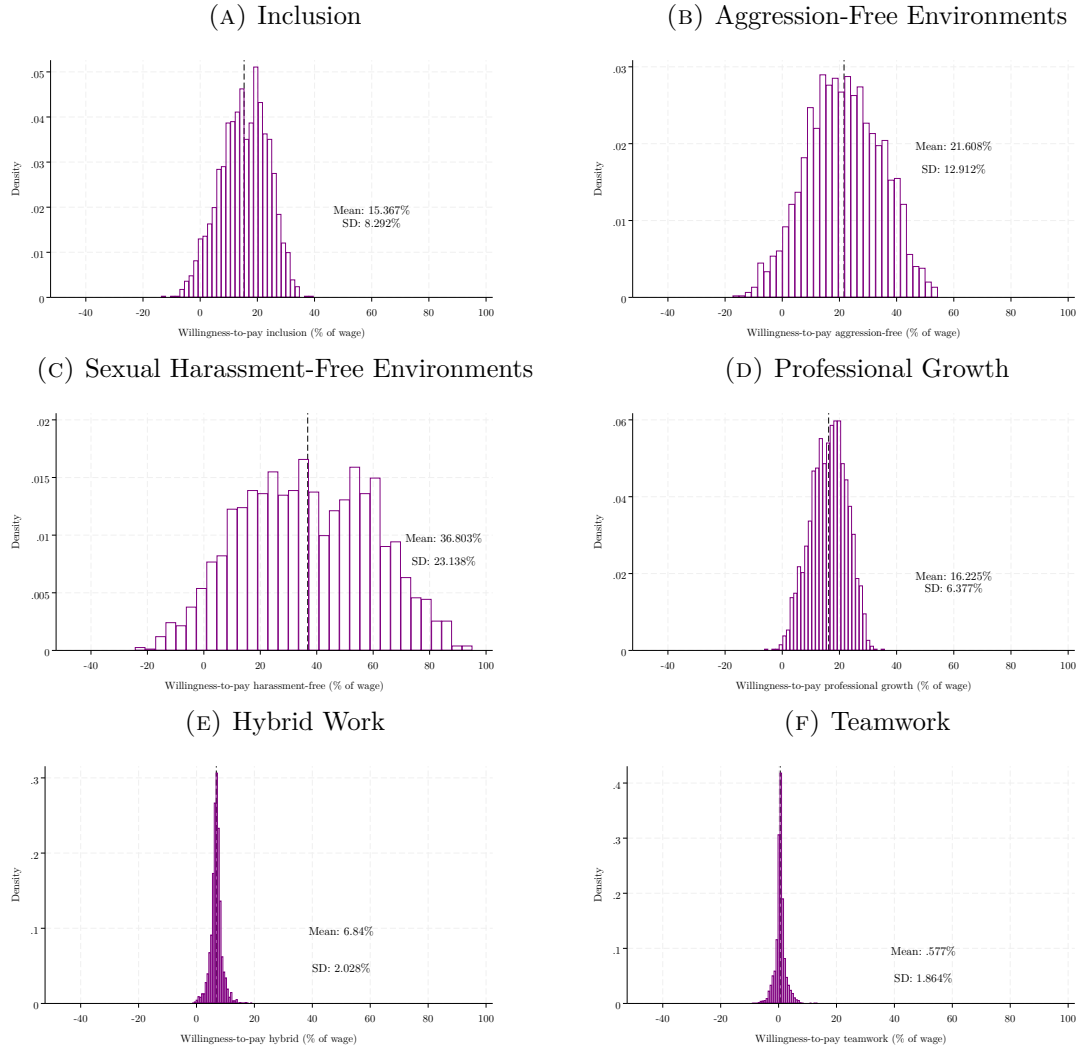 (A) Inclusion
.05
.04
.03
.02
.01
0
Density
Mean: 15.367%
SD: 8.292%
-40 -20 0 20 40 60 80 100
Willingness-to-pay inclusion (% of wage)
(B) Aggression-Free Environments
.03
.02
.01
0
Density
Mean: 21.608%
SD: 12.912%
-40 -20 0 20 40 60 80 100
Willingness-to-pay aggression-free (% of wage)
(C) Sexual Harassment-Free Environments
.02
.015
.01
.005
0
Density
Mean: 36.803%
SD: 23.138%
-40 -20 0 20 40 60 80 100
Willingness-to-pay harassment-free (% of wage)
(D) Professional Growth
.06
.04
.02
0
Density
Mean: 16.225%
SD: 6.377%
-40 -20 0 20 40 60 80 100
Willingness-to-pay professional growth (% of wage)
(E) Hybrid Work
.3
.2
.1
0
Density
Mean: 6.84%
SD: 2.028%
-40 -20 0 20 40 60 80 100
Willingness-to-pay hybrid (% of wage)
(F) Teamwork
.4
.3
.2
.1
0
Density
Mean: .577%
SD: 1.864%
-40 -20 0 20 40 60 80 100
Willingness-to-pay teamwork (% of wage)